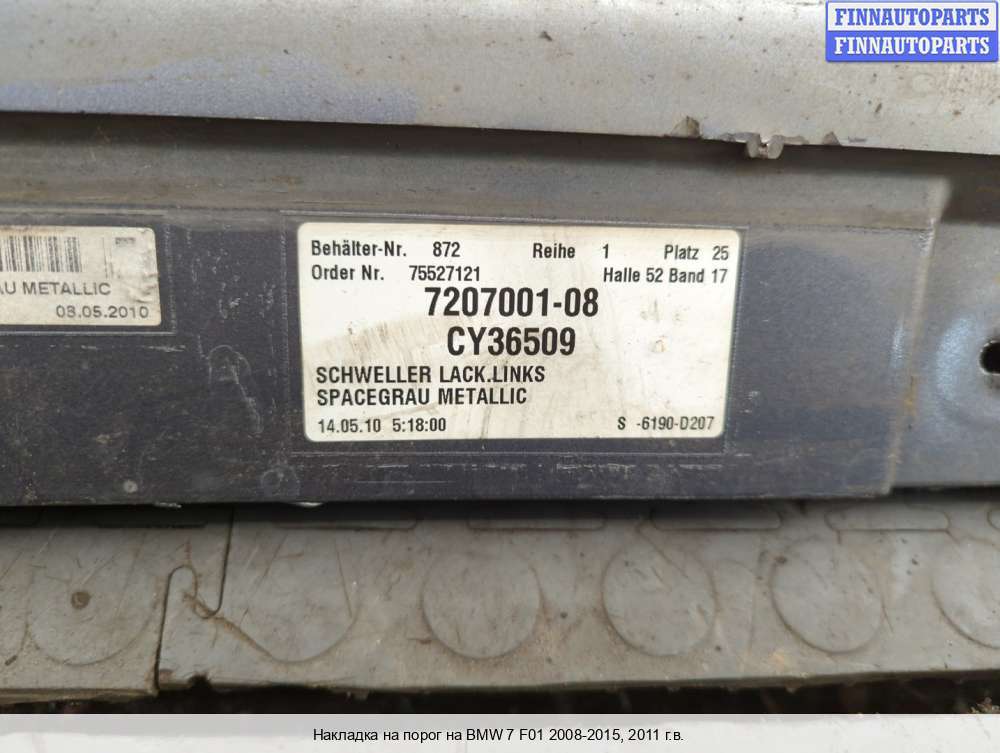 FINNAUTOPARTS
FINNAUTOPARTS
Behälter-Nr. 872 Reihe 1 Platz 25
Order Nr. 75527121 Halle 52 Band 17
7207001-08
CY36509
SCHWELLER LACK.LINKS
SPACEGRAU METALLIC
14.05.10 5:18:00 S -6190-D207
AU METALLIC
08.05.2010
Накладка на порог на BMW 7 F01 2008-2015, 2011 г.в.